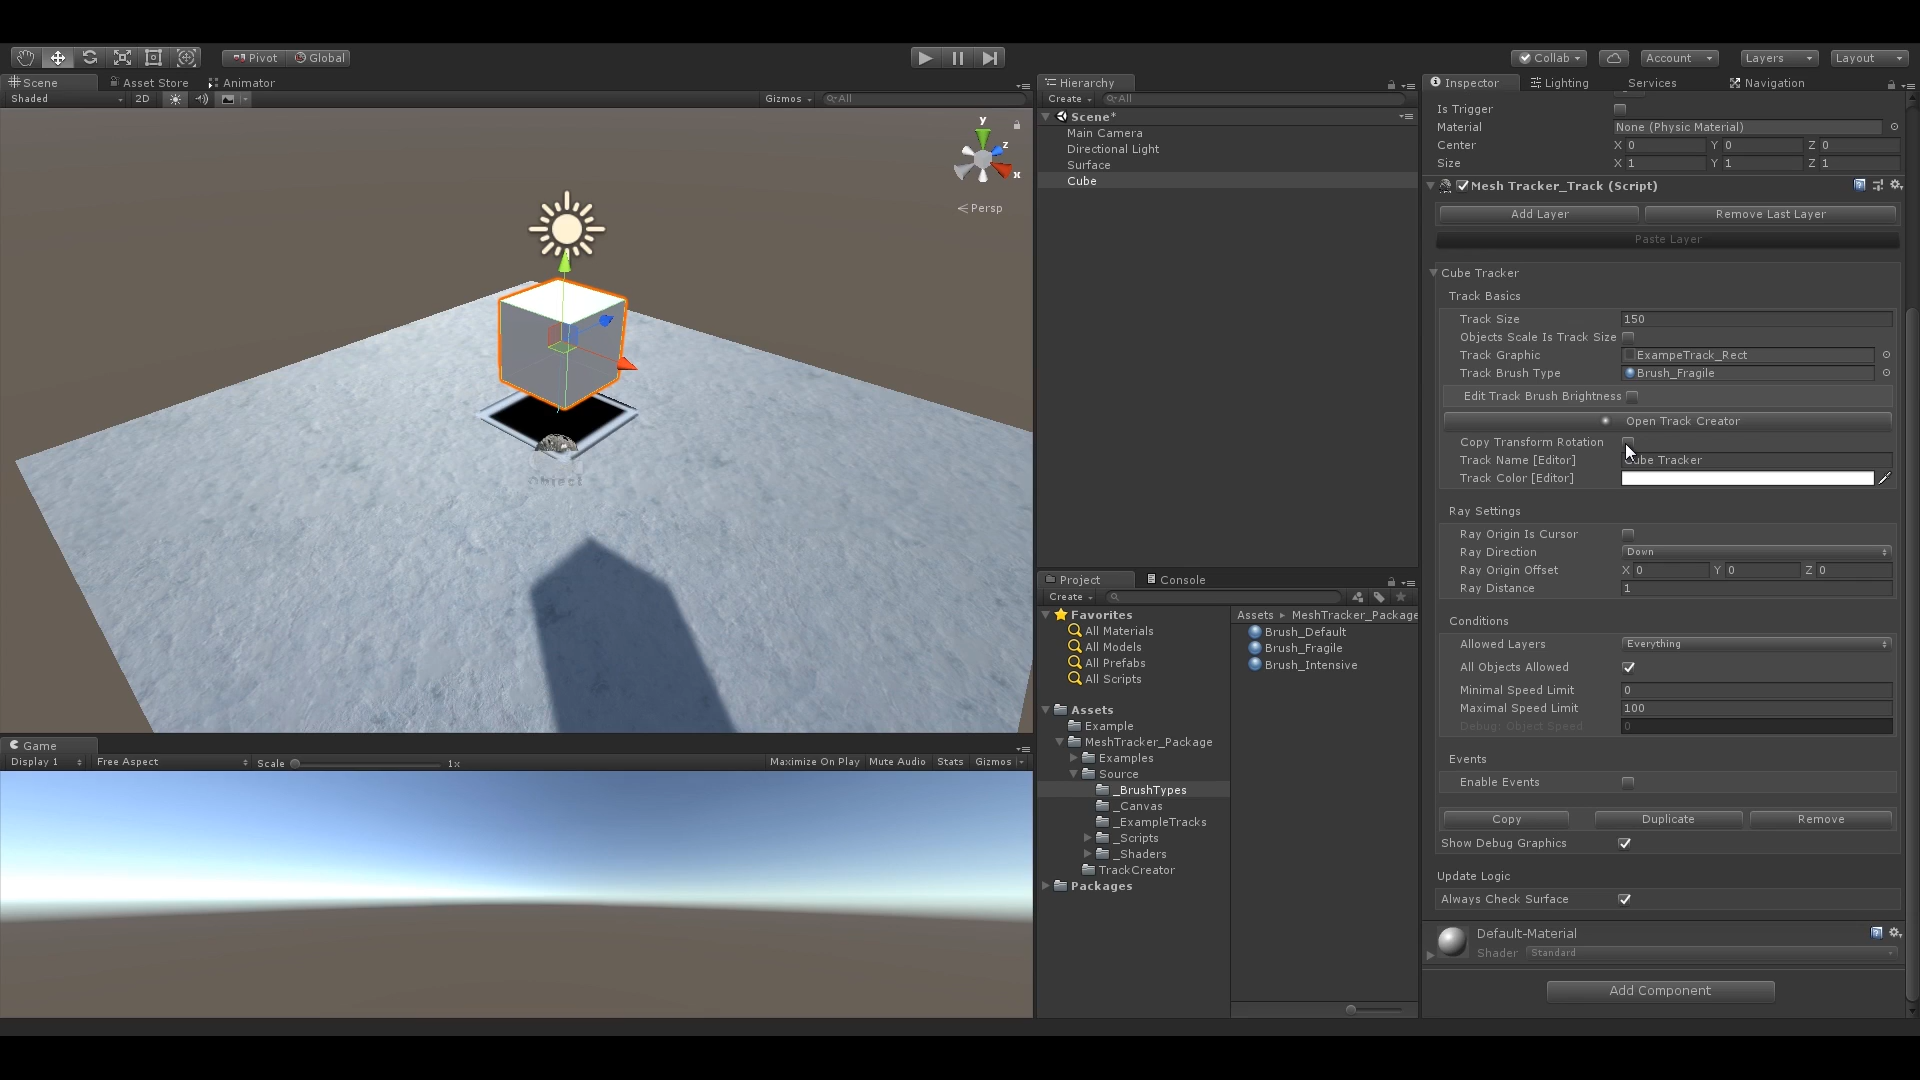 Pivot Global Collab Account Layers Layout
Scene Asset Store Animator
Shaded 2D Gizmos All
y
z
x
Persp
Object
Game
Display 1 Free Aspect Scale 1x Maximize On Play Mute Audio Stats Gizmos
Hierarchy
Create All
Scene*
Main Camera
Directional Light
Surface
Cube
Project Console
Create
Favorites
All Materials
All Models
All Prefabs
All Scripts
Assets
Example
MeshTracker_Package
Examples
Source
_BrushTypes
_Canvas
_ExampleTracks
_Scripts
_Shaders
TrackCreator
Packages
Assets MeshTracker_Package
Brush_Default
Brush_Fragile
Brush_Intensive
Inspector Lighting Services Navigation
Is Trigger
Material None (Physic Material)
Center X 0 Y 0 Z 0
Size X 1 Y 1 Z 1
Mesh Tracker_Track (Script)
Add Layer Remove Last Layer
Paste Layer
Cube Tracker
Track Basics
Track Size 150
Objects Scale Is Track Size
Track Graphic ExampeTrack_Rect
Track Brush Type Brush_Fragile
Edit Track Brush Brightness
Open Track Creator
Copy Transform Rotation
Track Name [Editor] Cube Tracker
Track Color [Editor]
Ray Settings
Ray Origin Is Cursor
Ray Direction Down
Ray Origin Offset X 0 Y 0 Z 0
Ray Distance 1
Conditions
Allowed Layers Everything
All Objects Allowed
Minimal Speed Limit 0
Maximal Speed Limit 100
Debug: Object Speed 0
Events
Enable Events
Copy Duplicate Remove
Show Debug Graphics
Update Logic
Always Check Surface
Default-Material
Shader Standard
Add Component